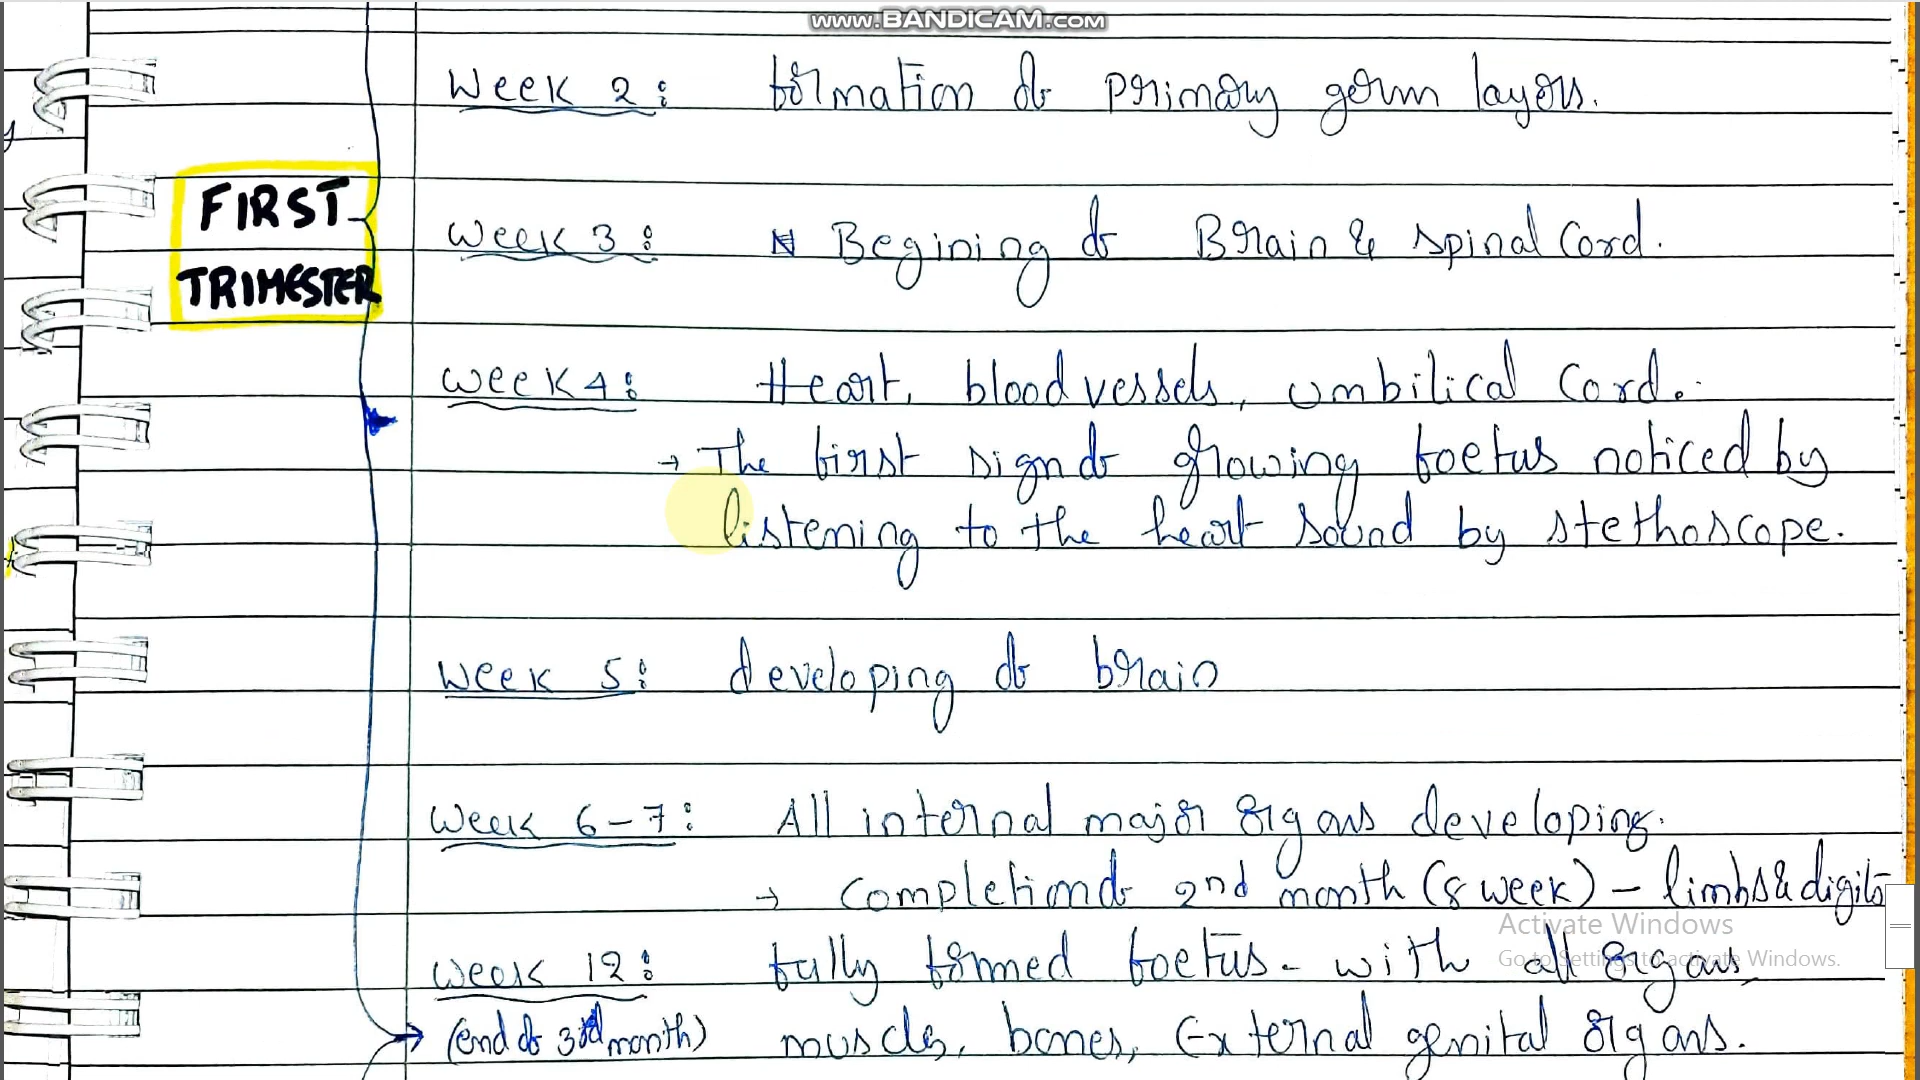 www.BANDICAM.com
Week 2: formation of primary germ layers.
FIRST TRIMESTER
Week 3: Begining of Brain & spinal Cord.
Week 4: Heart, blood vessels, umbilical Cord.
→ The first sign of growing foetus noticed by
listening to the heart sound by stethoscope.
Week 5: developing of brain
Week 6-7: All internal major organs developing.
→ Completion of 2nd month (8 week) - limbs & digits
Activate Windows
Go to Settings to activate Windows.
Week 12: fully formed foetus - with all organs,
(end of 3rd month) muscles, bones, External genital organs.